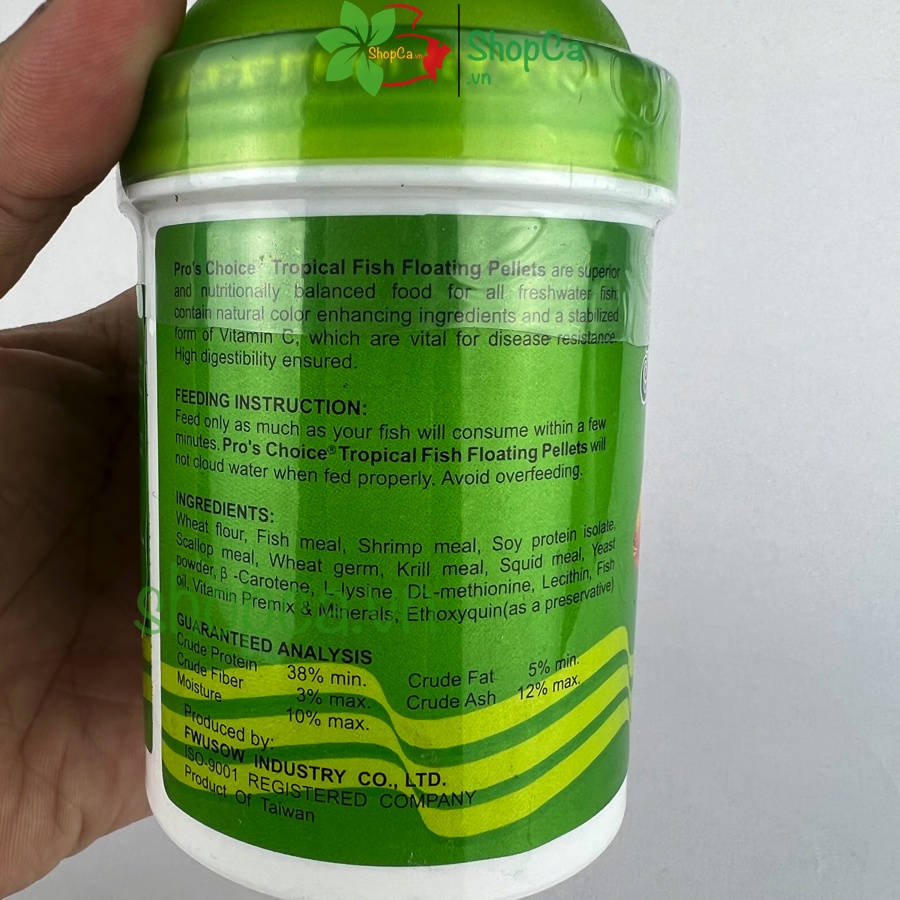 ShopCa.vn
ShopCa
.vn
Pro's Choice® Tropical Fish Floating Pellets are superior
and nutritionally balanced food for all freshwater fish,
contain natural color enhancing ingredients and a stabilized
form of Vitamin C, which are vital for disease resistance.
High digestibility ensured.
FEEDING INSTRUCTION:
Feed only as much as your fish will consume within a few
minutes. Pro's Choice® Tropical Fish Floating Pellets will
not cloud water when fed properly. Avoid overfeeding.
INGREDIENTS:
Wheat flour, Fish meal, Shrimp meal, Soy protein isolate,
Scallop meal, Wheat germ, Krill meal, Squid meal, Yeast
powder, β -Carotene, L-lysine, DL-methionine, Lecithin, Fish
oil, Vitamin Premix & Minerals, Ethoxyquin(as a preservative)
shopCa.vn
GUARANTEED ANALYSIS
Crude Protein 38% min. Crude Fat 5% min.
Crude Fiber 3% max. Crude Ash 12% max.
Moisture 10% max.
Produced by:
FWUSOW INDUSTRY CO., LTD.
ISO-9001 REGISTERED COMPANY
Product Of Taiwan